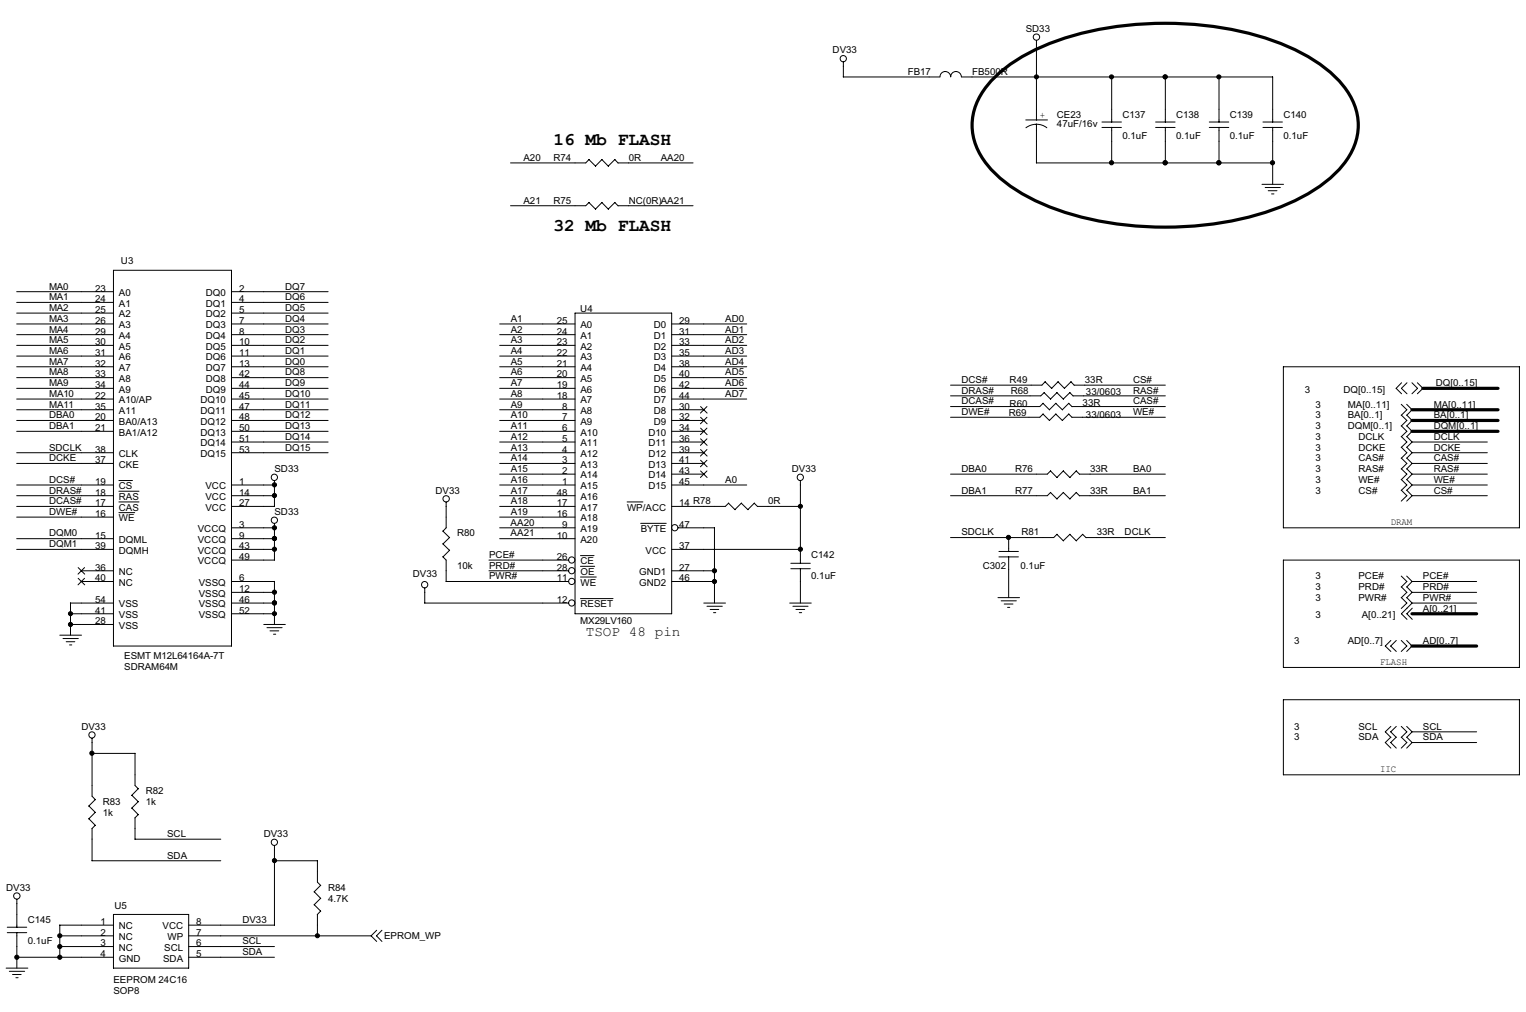 SD33
DV33
FB17 FB500R
CE23
47uF/16v
C137
0.1uF
C138
0.1uF
C139
0.1uF
C140
0.1uF
16 Mb FLASH
A20 R74 0R AA20
A21 R75 NC(0R)AA21
32 Mb FLASH
U3
MA0 23 A0 DQ0 2 DQ7
MA1 24 A1 DQ1 4 DQ6
MA2 25 A2 DQ2 5 DQ5
MA3 26 A3 DQ3 7 DQ4
MA4 29 A4 DQ4 8 DQ3
MA5 30 A5 DQ5 10 DQ2
MA6 31 A6 DQ6 11 DQ1
MA7 32 A7 DQ7 13 DQ0
MA8 33 A8 DQ8 42 DQ8
MA9 34 A9 DQ9 44 DQ9
MA10 22 A10/AP DQ10 45 DQ10
MA11 35 A11 DQ11 47 DQ11
DBA0 20 BA0/A13 DQ12 48 DQ12
DBA1 21 BA1/A12 DQ13 50 DQ13
DQ14 51 DQ14
SDCLK 38 CLK DQ15 53 DQ15
DCKE 37 CKE
SD33
DCS# 19 CS VCC 1
DRAS# 18 RAS VCC 14
DCAS# 17 CAS VCC 27
DWE# 16 WE
SD33
VCCQ 3
DQM0 15 DQML VCCQ 9
DQM1 39 DQMH VCCQ 43
VCCQ 49
36 NC
40 NC VSSQ 6
VSSQ 12
54 VSS VSSQ 46
41 VSS VSSQ 52
28 VSS
ESMT M12L64164A-7T
SDRAM64M
U4
A1 25 A0 D0 29 AD0
A2 24 A1 D1 31 AD1
A3 23 A2 D2 33 AD2
A4 22 A3 D3 35 AD3
A5 21 A4 D4 38 AD4
A6 20 A5 D5 40 AD5
A7 19 A6 D6 42 AD6
A8 18 A7 D7 44 AD7
A9 8 A8 D8 30
A10 7 A9 D9 32
A11 6 A10 D10 34
A12 5 A11 D11 36
A13 4 A12 D12 39
A14 3 A13 D13 41
A15 2 A14 D14 43
A16 1 A15 D15 45 A0
A17 48 A16
A18 17 A17 WP/ACC 14 R78 0R
A19 16 A18
AA20 9 A19 BYTE 47
AA21 10 A20
VCC 37
PCE# 26 CE
PRD# 28 OE GND1 27
PWR# 11 WE GND2 46
12 RESET
MX29LV160
TSOP 48 pin
DV33
R80
10k
DV33
DV33
C142
0.1uF
DCS# R49 33R CS#
DRAS# R68 33/0603 RAS#
DCAS# R60 33R CAS#
DWE# R69 33/0603 WE#
DBA0 R76 33R BA0
DBA1 R77 33R BA1
SDCLK R81 33R DCLK
C302 0.1uF
3 DQ[0..15] DQ[0..15]
3 MA[0..11] MA[0..11]
3 BA[0..1] BA[0..1]
3 DQM[0..1] DQM[0..1]
3 DCLK DCLK
3 DCKE DCKE
3 CAS# CAS#
3 RAS# RAS#
3 WE# WE#
3 CS# CS#
DRAM
3 PCE# PCE#
3 PRD# PRD#
3 PWR# PWR#
3 A[0..21] A[0..21]
3 AD[0..7] AD[0..7]
FLASH
3 SCL SCL
3 SDA SDA
IIC
DV33
R83
1k
R82
1k
SCL
SDA
DV33
R84
4.7K
DV33
C145
0.1uF
U5
1 NC VCC 8 DV33
2 NC WP 7 EPROM_WP
3 NC SCL 6 SCL
4 GND SDA 5 SDA
EEPROM 24C16
SOP8